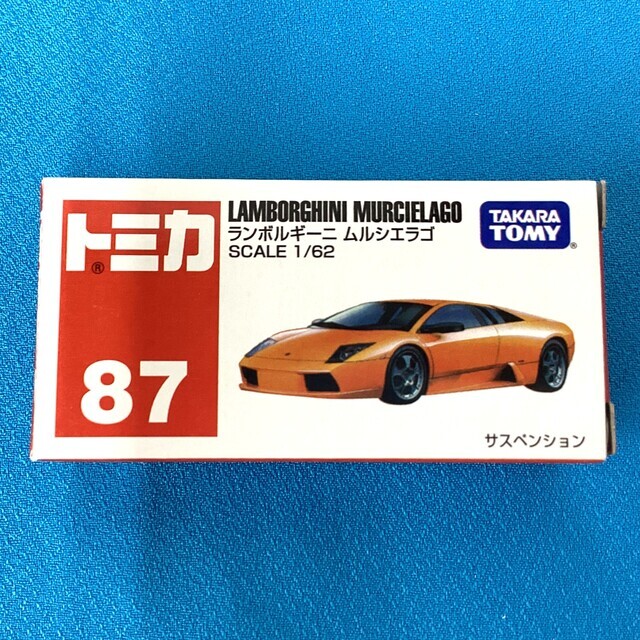 トミカ®
87
LAMBORGHINI MURCIELAGO
ランボルギーニ ムルシエラゴ
SCALE 1/62
TAKARA
TOMY®
サスペンション